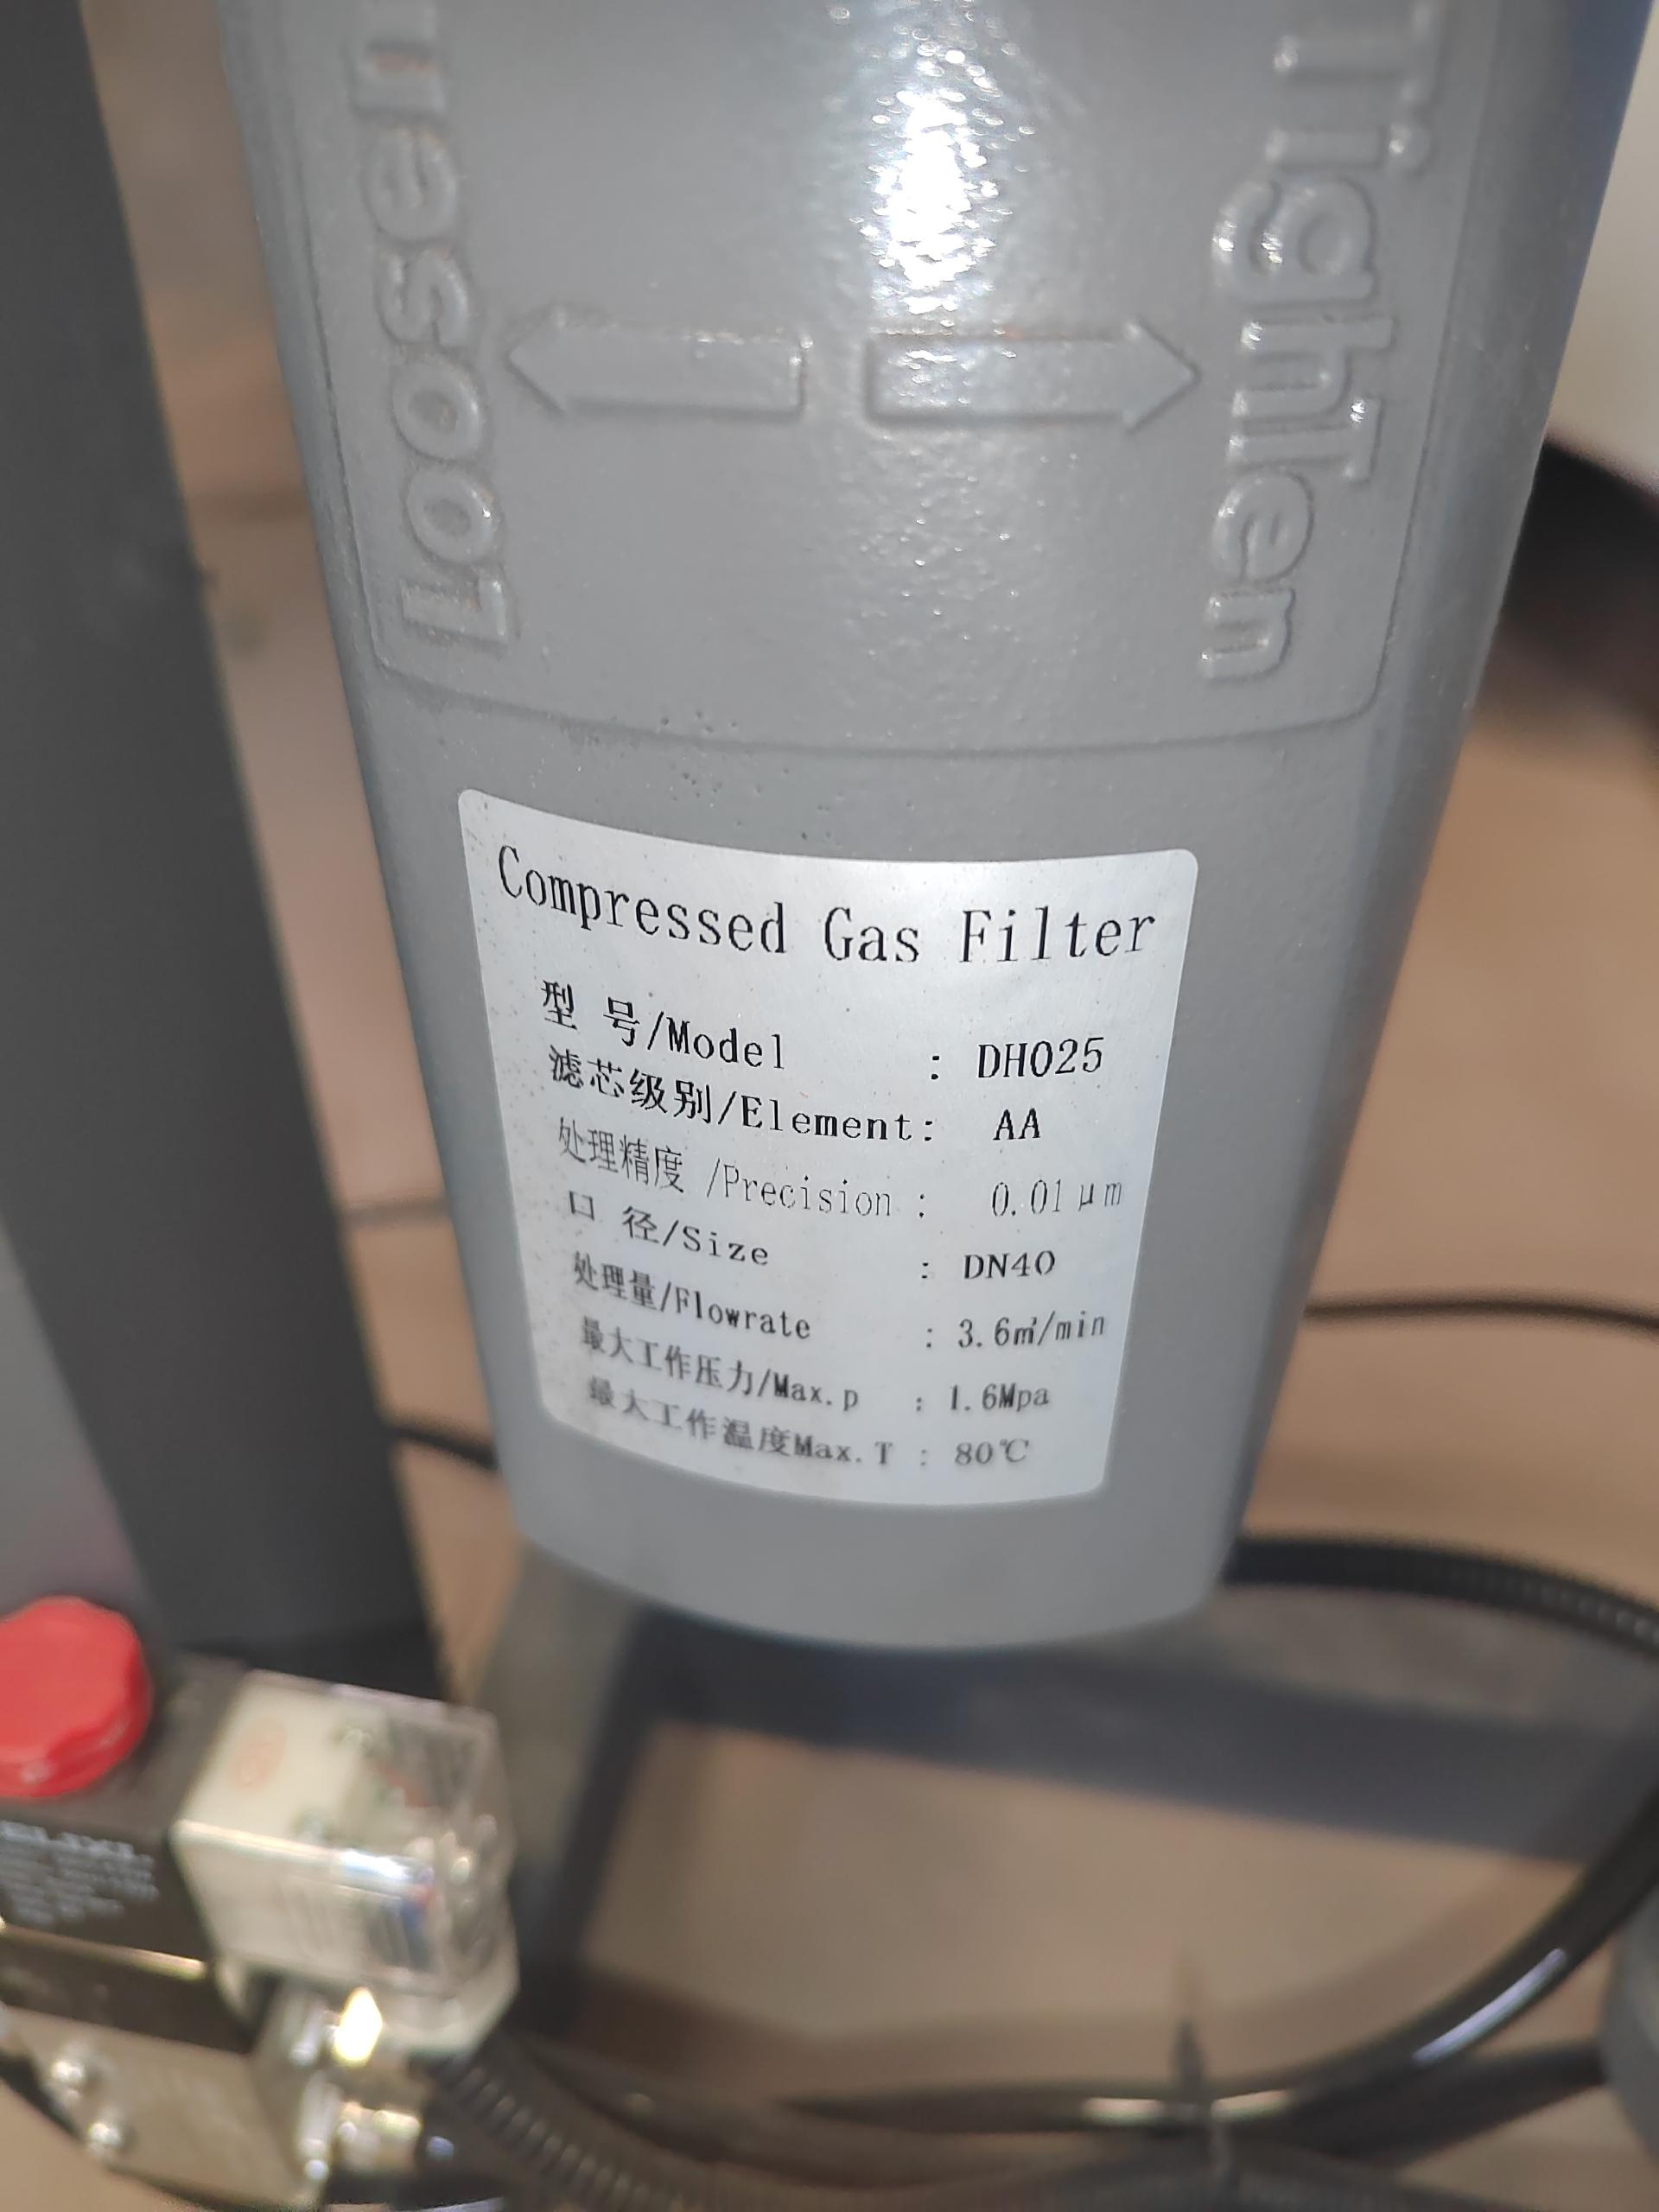 Loosen
TighTen
Compressed Gas Filter
型 号/Model : DH025
滤芯级别/Element: AA
处理精度 /Precision : 0.01μm
口 径/Size : DN40
处理量/Flowrate : 3.6㎥/min
最大工作压力/Max.p : 1.6Mpa
最大工作温度Max.T : 80℃